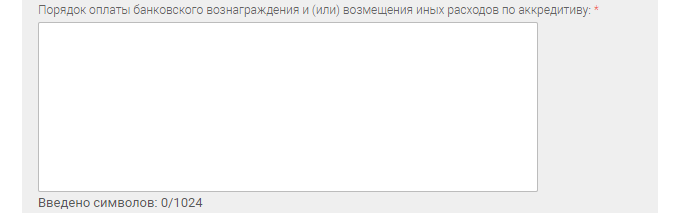 Порядок оплаты банковского вознаграждения и (или) возмещения иных расходов по аккредитиву: *
Введено символов: 0/1024